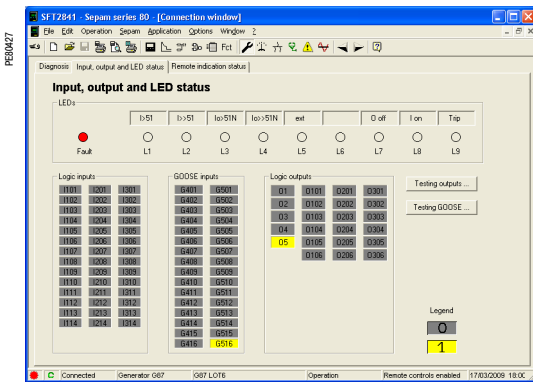 PE80427
SFT2841 - Sepam series 80 - [Connection window]
File Edit Operation Sepam Application Options Window ?
Fct
Diagnosis Input, output and LED status Remote indication status
Input, output and LED status
LEDs
I>51 I>>51 Io>51N Io>>51N ext 0 off I on Trip
Fault L1 L2 L3 L4 L5 L6 L7 L8 L9
Logic inputs GOOSE inputs Logic outputs
I101 I201 I301 G401 G501 O1 O101 O201 O301 Testing outputs ...
I102 I202 I302 G402 G502 O2 O102 O202 O302
I103 I203 I303 G403 G503 O3 O103 O203 O303 Testing GOOSE ...
I104 I204 I304 G404 G504 O4 O104 O204 O304
I105 I205 I305 G405 G505 O5 O105 O205 O305
I106 I206 I306 G406 G506 O106 O206 O306
I107 I207 I307 G407 G507
I108 I208 I308 G408 G508
I109 I209 I309 G409 G509
I110 I210 I310 G410 G510
I111 I211 I311 G411 G511
I112 I212 I312 G412 G512
I113 I213 I313 G413 G513
I114 I214 I314 G414 G514
G415 G515
G416 G516
Legend
0
1
Connected Generator G87 G87 LOT6 Operation Remote controls enabled 17/03/2009 18:0